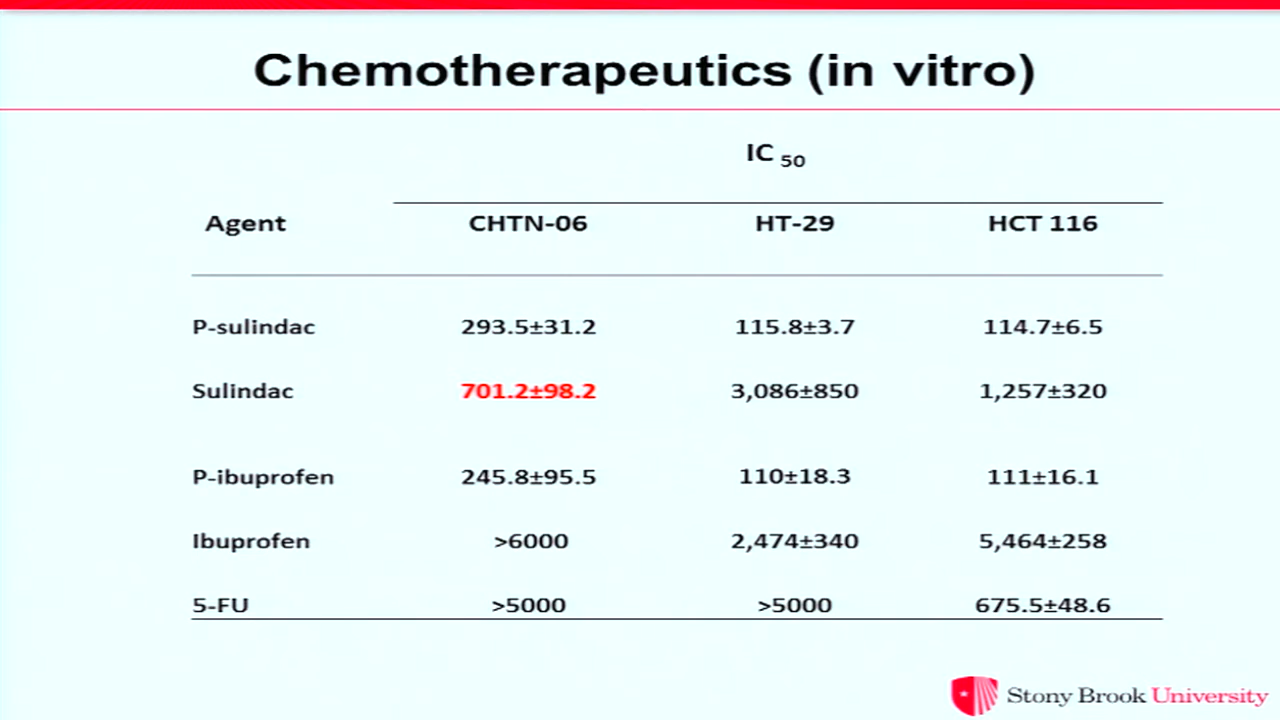 Chemotherapeutics (in vitro)
IC 50
Agent CHTN-06 HT-29 HCT 116
P-sulindac 293.5±31.2 115.8±3.7 114.7±6.5
Sulindac 701.2±98.2 3,086±850 1,257±320
P-ibuprofen 245.8±95.5 110±18.3 111±16.1
Ibuprofen >6000 2,474±340 5,464±258
5-FU >5000 >5000 675.5±48.6
Stony Brook University